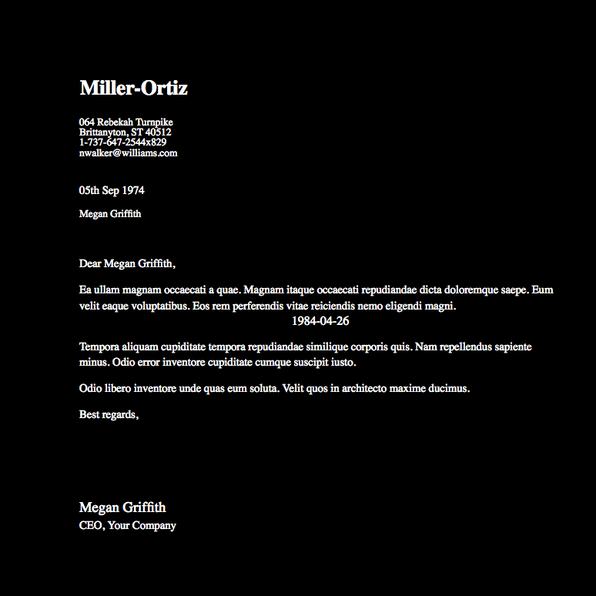 Miller-Ortiz
064 Rebekah Turnpike
Brittanyton, ST 40512
1-737-647-2544x829
nwalker@williams.com
05th Sep 1974
Megan Griffith
Dear Megan Griffith,
Ea ullam magnam occaecati a quae. Magnam itaque occaecati repudiandae dicta doloremque saepe. Eum
velit eaque voluptatibus. Eos rem perferendis vitae reiciendis nemo eligendi magni.
1984-04-26
Tempora aliquam cupiditate tempora repudiandae similique corporis quis. Nam repellendus sapiente
minus. Odio error inventore cupiditate cumque suscipit iusto.
Odio libero inventore unde quas eum soluta. Velit quos in architecto maxime ducimus.
Best regards,
Megan Griffith
CEO, Your Company